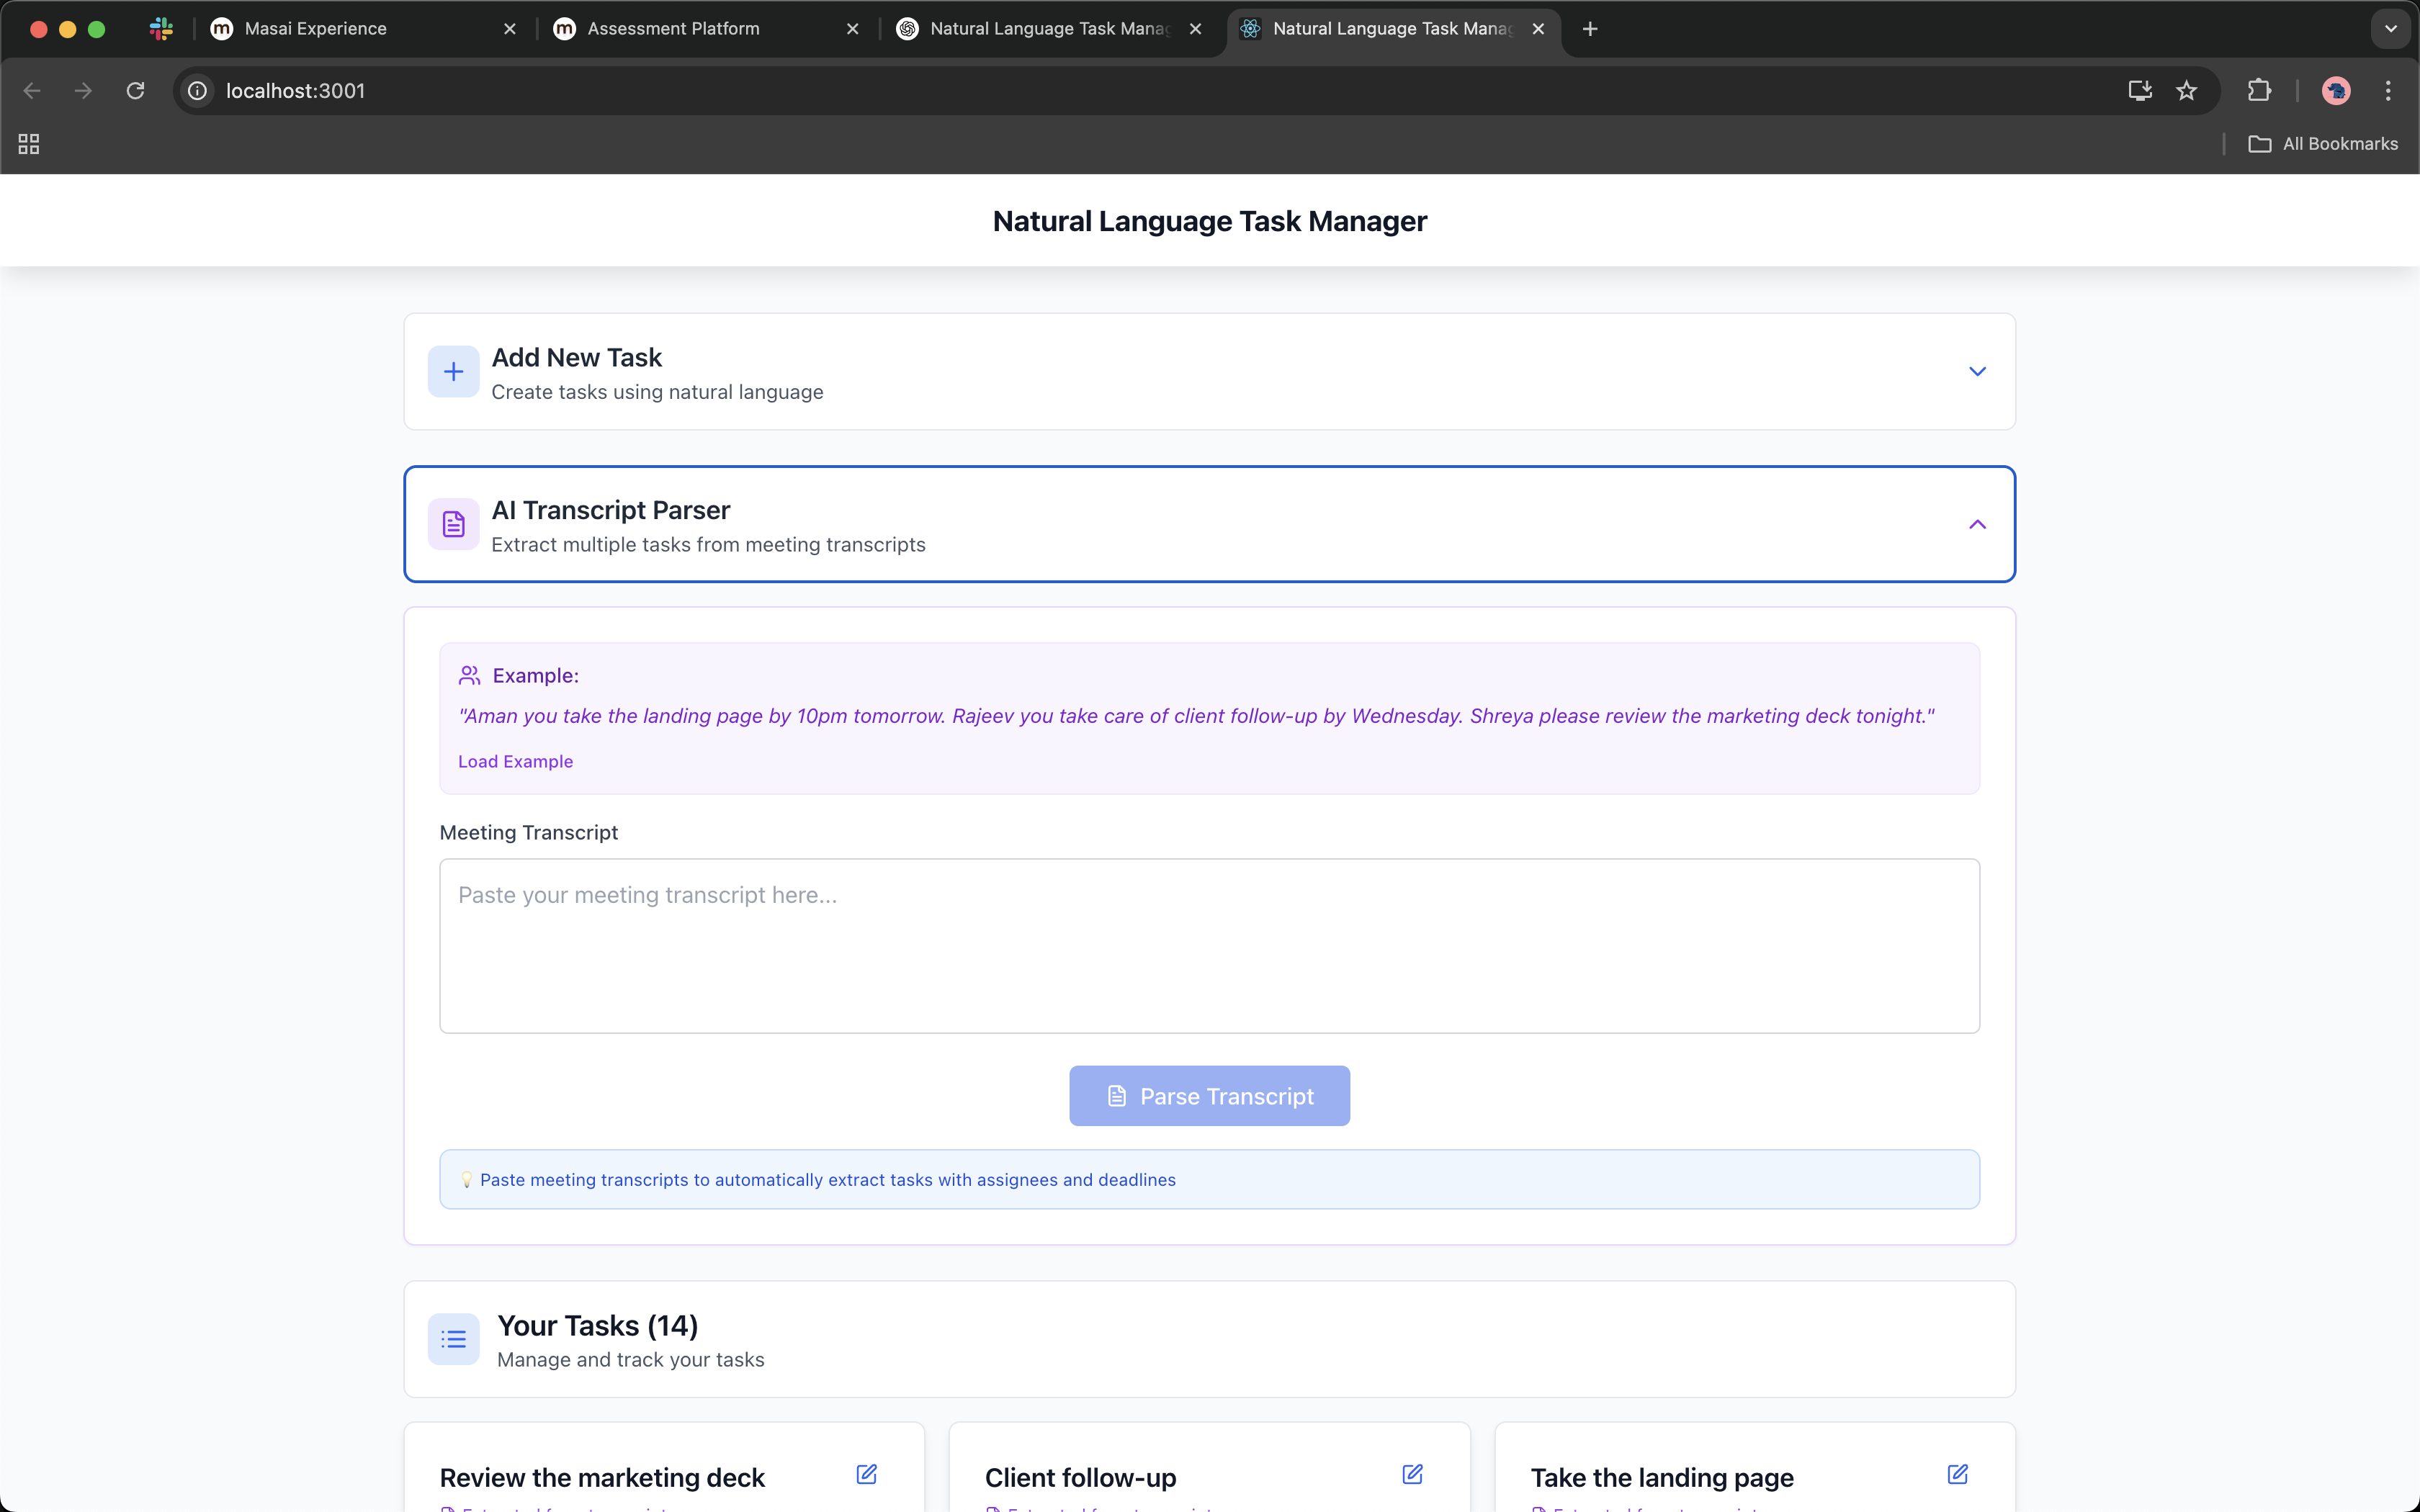 Masai Experience
Assessment Platform
Natural Language Task Mana
Natural Language Task Mana
localhost:3001
All Bookmarks
Natural Language Task Manager
Add New Task
Create tasks using natural language
AI Transcript Parser
Extract multiple tasks from meeting transcripts
Example:
"Aman you take the landing page by 10pm tomorrow. Rajeev you take care of client follow-up by Wednesday. Shreya please review the marketing deck tonight."
Load Example
Meeting Transcript
Paste your meeting transcript here...
Parse Transcript
💡 Paste meeting transcripts to automatically extract tasks with assignees and deadlines
Your Tasks (14)
Manage and track your tasks
Review the marketing deck
Client follow-up
Take the landing page